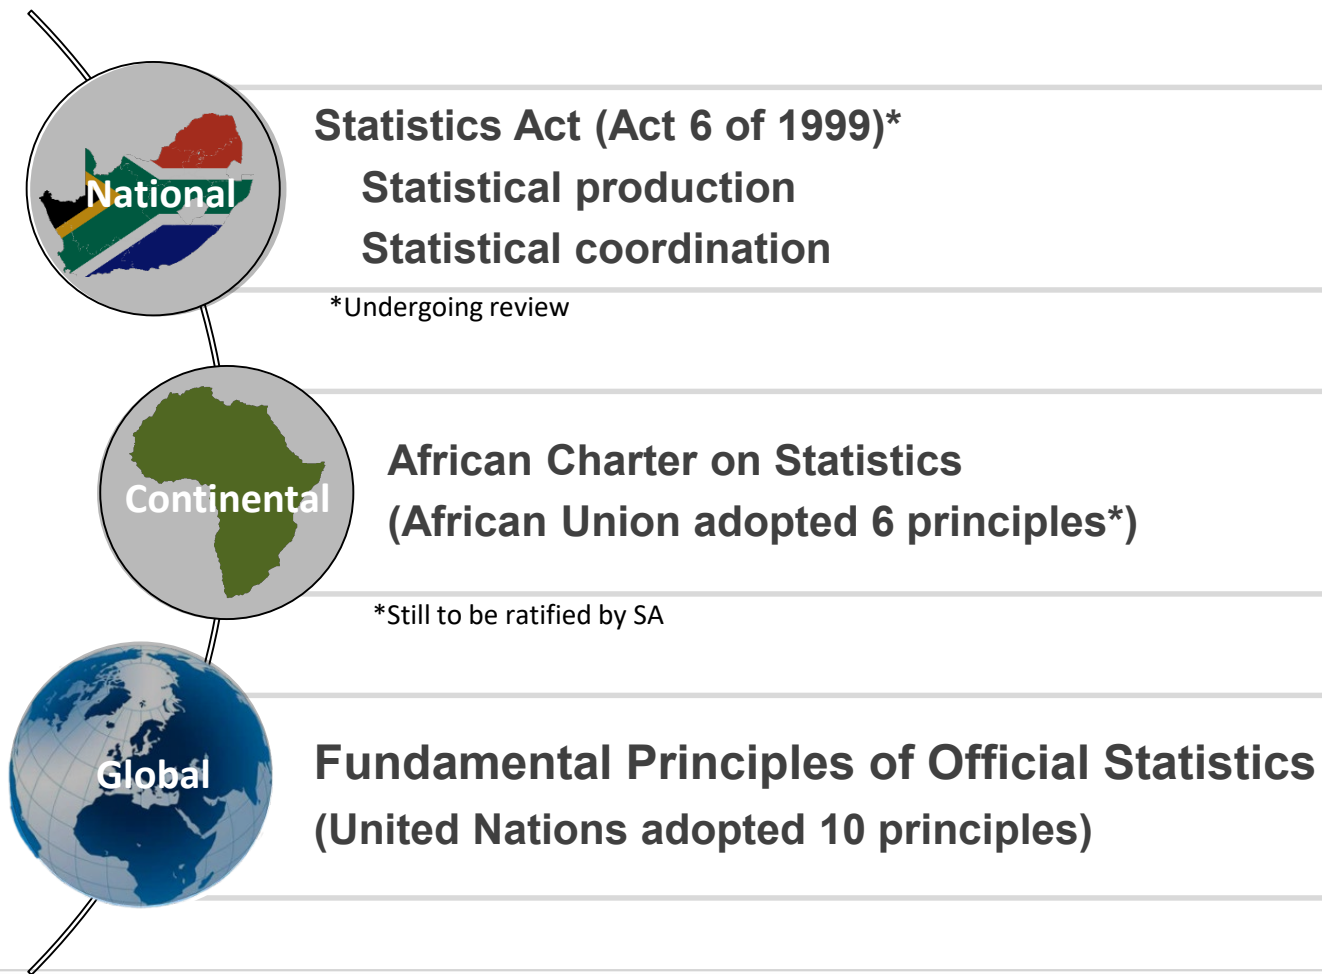 National
Statistics Act (Act 6 of 1999)*
Statistical production
Statistical coordination
*Undergoing review
Continental
African Charter on Statistics
(African Union adopted 6 principles*)
*Still to be ratified by SA
Global
Fundamental Principles of Official Statistics
(United Nations adopted 10 principles)